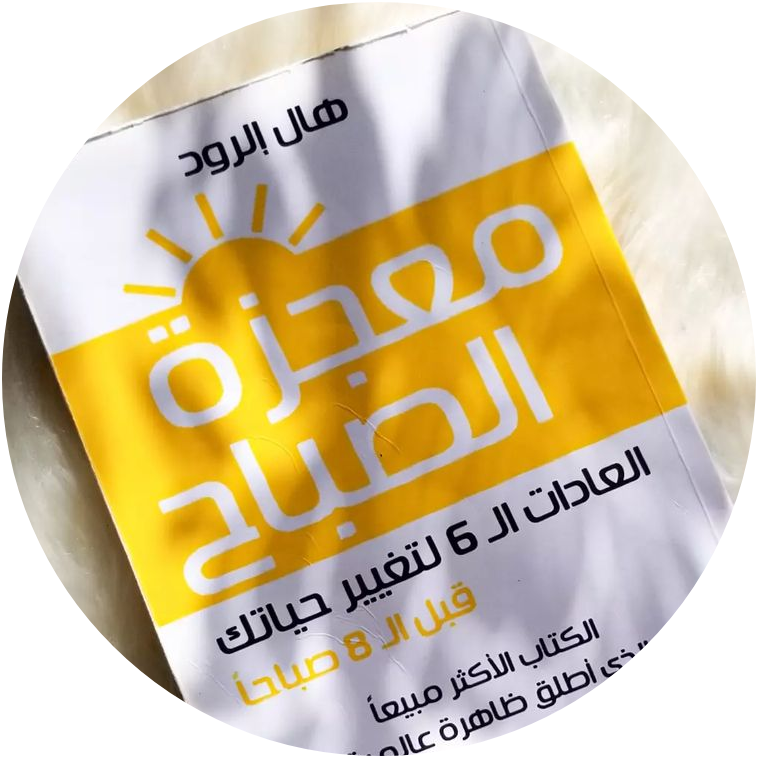 هال إلرود
معجزة
الصباح
العادات الـ 6 لتغيير حياتك
قبل الـ 8 صباحاً
الكتاب الأكثر مبيعاً
أطلق ظاهرة